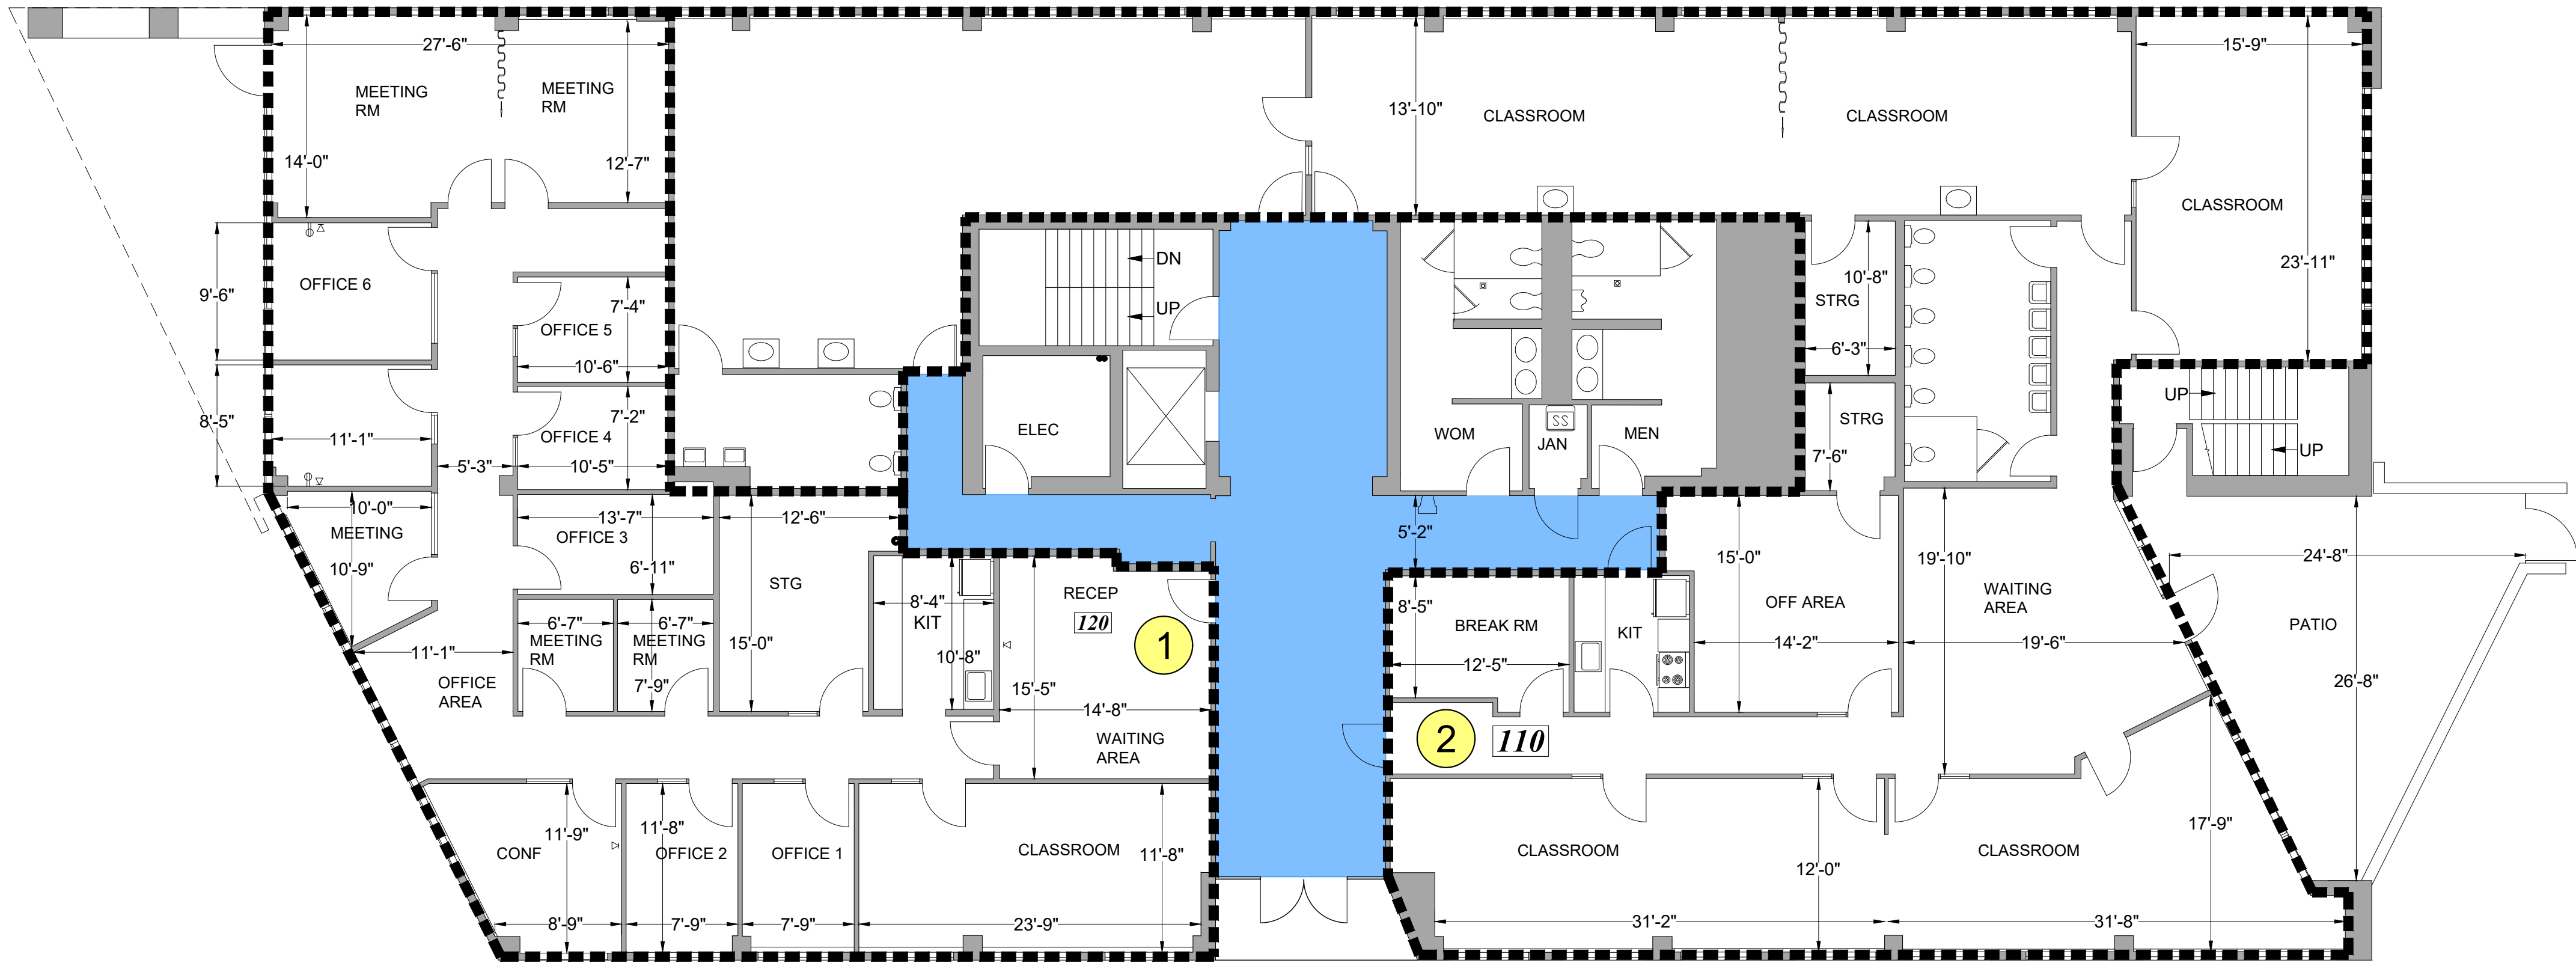 27'-6"
15'-9"
MEETING
RM
MEETING
RM
13'-10"
CLASSROOM
CLASSROOM
14'-0"
12'-7"
CLASSROOM
23'-11"
DN
UP
OFFICE 6
9'-6"
7'-4"
OFFICE 5
10'-6"
10'-8"
STRG
6'-3"
8'-5"
11'-1"
7'-2"
OFFICE 4
5'-3"
10'-5"
ELEC
WOM
JAN
SS
MEN
STRG
7'-6"
UP
UP
10'-0"
MEETING
10'-9"
13'-7"
OFFICE 3
6'-11"
12'-6"
STG
15'-0"
5'-2"
15'-0"
19'-10"
24'-8"
8'-4"
KIT
10'-8"
RECEP
120
1
8'-5"
BREAK RM
12'-5"
KIT
OFF AREA
14'-2"
WAITING
AREA
19'-6"
PATIO
26'-8"
6'-7"
MEETING
RM
6'-7"
MEETING
RM
7'-9"
11'-1"
OFFICE
AREA
15'-5"
14'-8"
WAITING
AREA
2
110
CONF
11'-9"
8'-9"
11'-8"
OFFICE 2
7'-9"
OFFICE 1
7'-9"
CLASSROOM
11'-8"
23'-9"
CLASSROOM
12'-0"
31'-2"
CLASSROOM
17'-9"
31'-8"